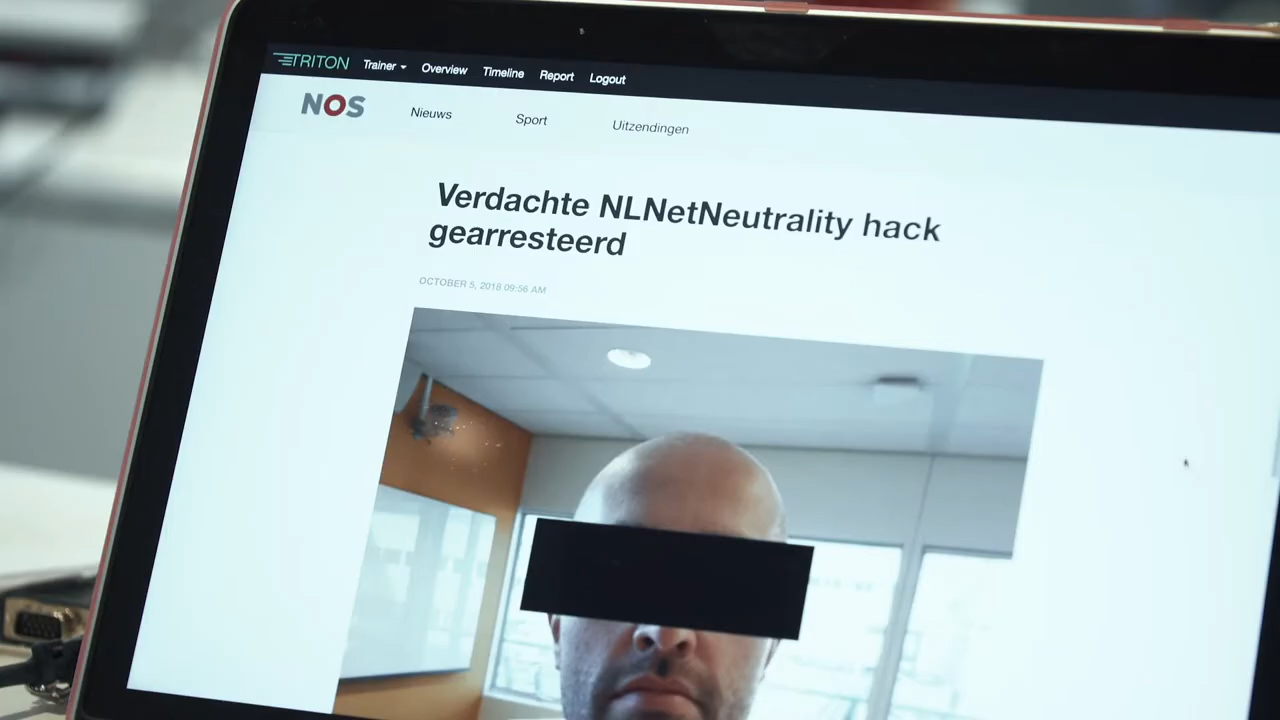 TRITON Trainer Overview Timeline Report Logout
NOS Nieuws Sport Uitzendingen
Verdachte NLNetNeutrality hack
gearresteerd
OCTOBER 5, 2018 09:56 AM